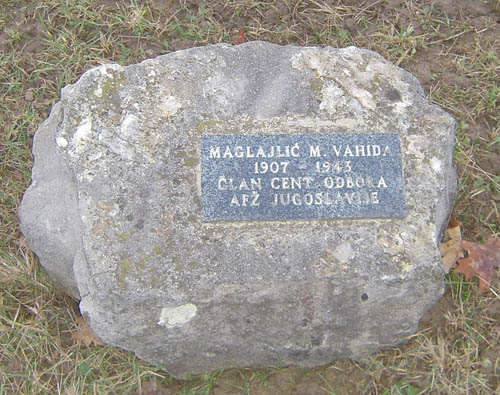 MAGLAJLIĆ M. VAHIDA
1907 - 1943
ČLAN CENT. ODBORA
AFŽ JUGOSLAVIJE